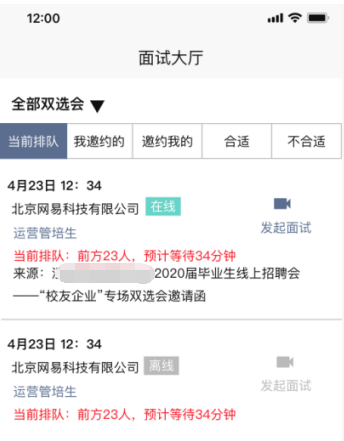 12:00
面试大厅
全部双选会 ▼
当前排队 我邀约的 邀约我的 合适 不合适
4月23日 12：34
北京网易科技有限公司 在线
运营管培生 发起面试
当前排队：前方23人，预计等待34分钟
来源： 2020届毕业生线上招聘会
——“校友企业”专场双选会邀请函
4月23日 12：34
北京网易科技有限公司 离线
运营管培生 发起面试
当前排队：前方23人，预计等待34分钟